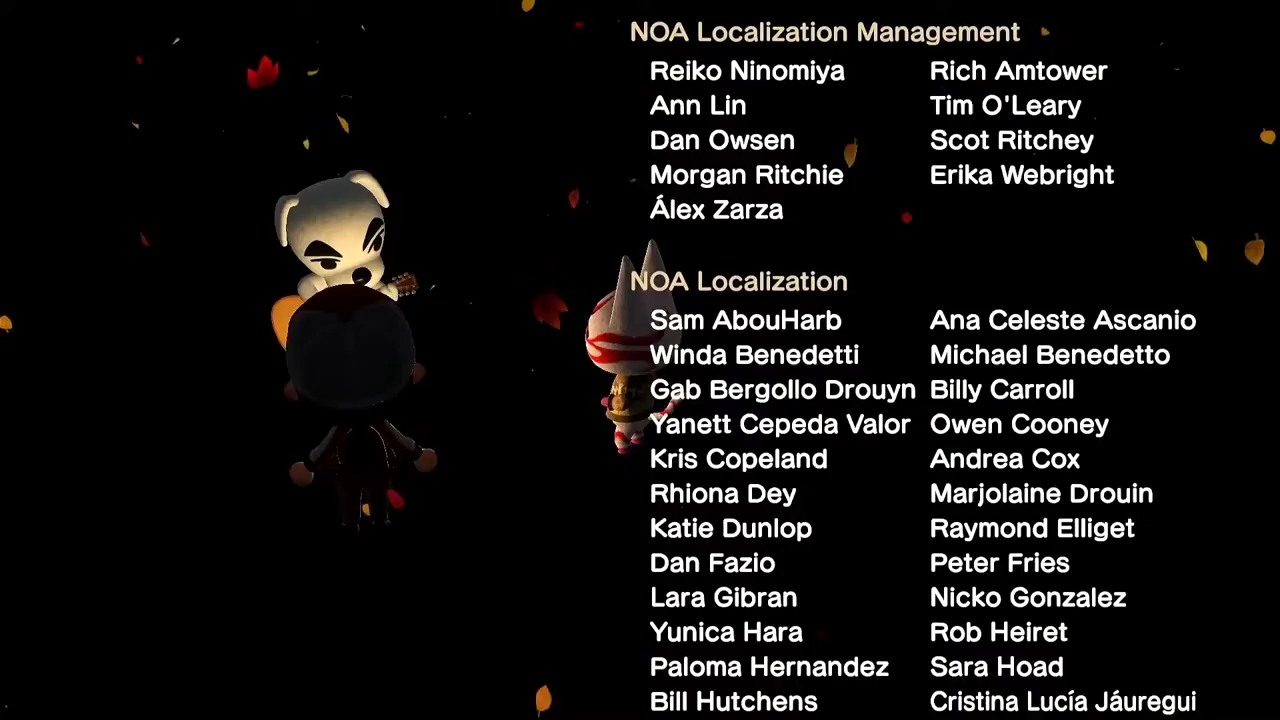 NOA Localization Management
Reiko Ninomiya Rich Amtower
Ann Lin Tim O'Leary
Dan Owsen Scot Ritchey
Morgan Ritchie Erika Webright
Álex Zarza
NOA Localization
Sam AbouHarb Ana Celeste Ascanio
Winda Benedetti Michael Benedetto
Gab Bergollo Drouyn Billy Carroll
Yanett Cepeda Valor Owen Cooney
Kris Copeland Andrea Cox
Rhiona Dey Marjolaine Drouin
Katie Dunlop Raymond Elliget
Dan Fazio Peter Fries
Lara Gibran Nicko Gonzalez
Yunica Hara Rob Heiret
Paloma Hernandez Sara Hoad
Bill Hutchens Cristina Lucía Jáuregui